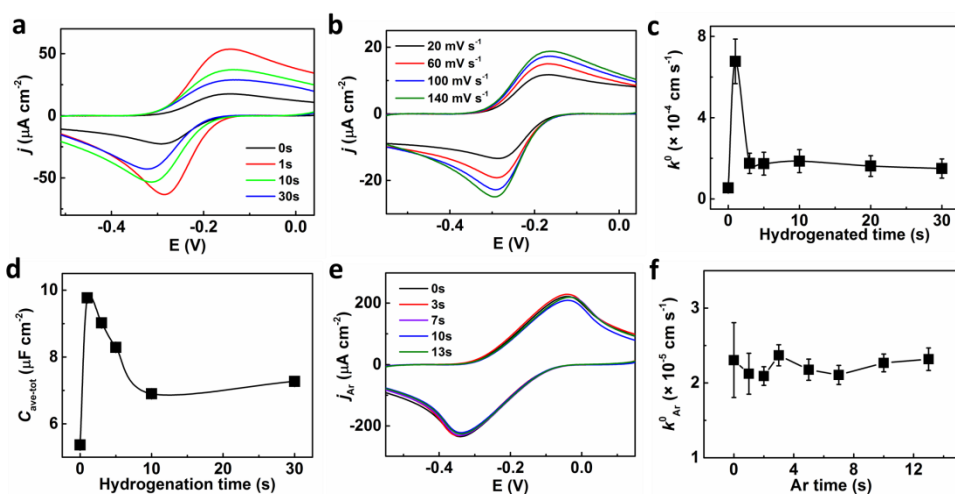 a
50
0
-50
j (μA cm⁻²)
0s
1s
10s
30s
-0.4 -0.2 0.0
E (V)
b
20
0
-20
j (μA cm⁻²)
20 mV s⁻¹
60 mV s⁻¹
100 mV s⁻¹
140 mV s⁻¹
-0.4 -0.2 0.0
E (V)
c
8
4
0
k⁰ (× 10⁻⁴ cm s⁻¹)
0 10 20 30
Hydrogenated time (s)
d
10
8
6
C_ave-tot (μF cm⁻²)
0 10 20 30
Hydrogenation time (s)
e
200
0
-200
j_Ar (μA cm⁻²)
0s
3s
7s
10s
13s
-0.4 -0.2 0.0
E (V)
f
3
2
1
k⁰_Ar (× 10⁻⁵ cm s⁻¹)
0 4 8 12
Ar time (s)